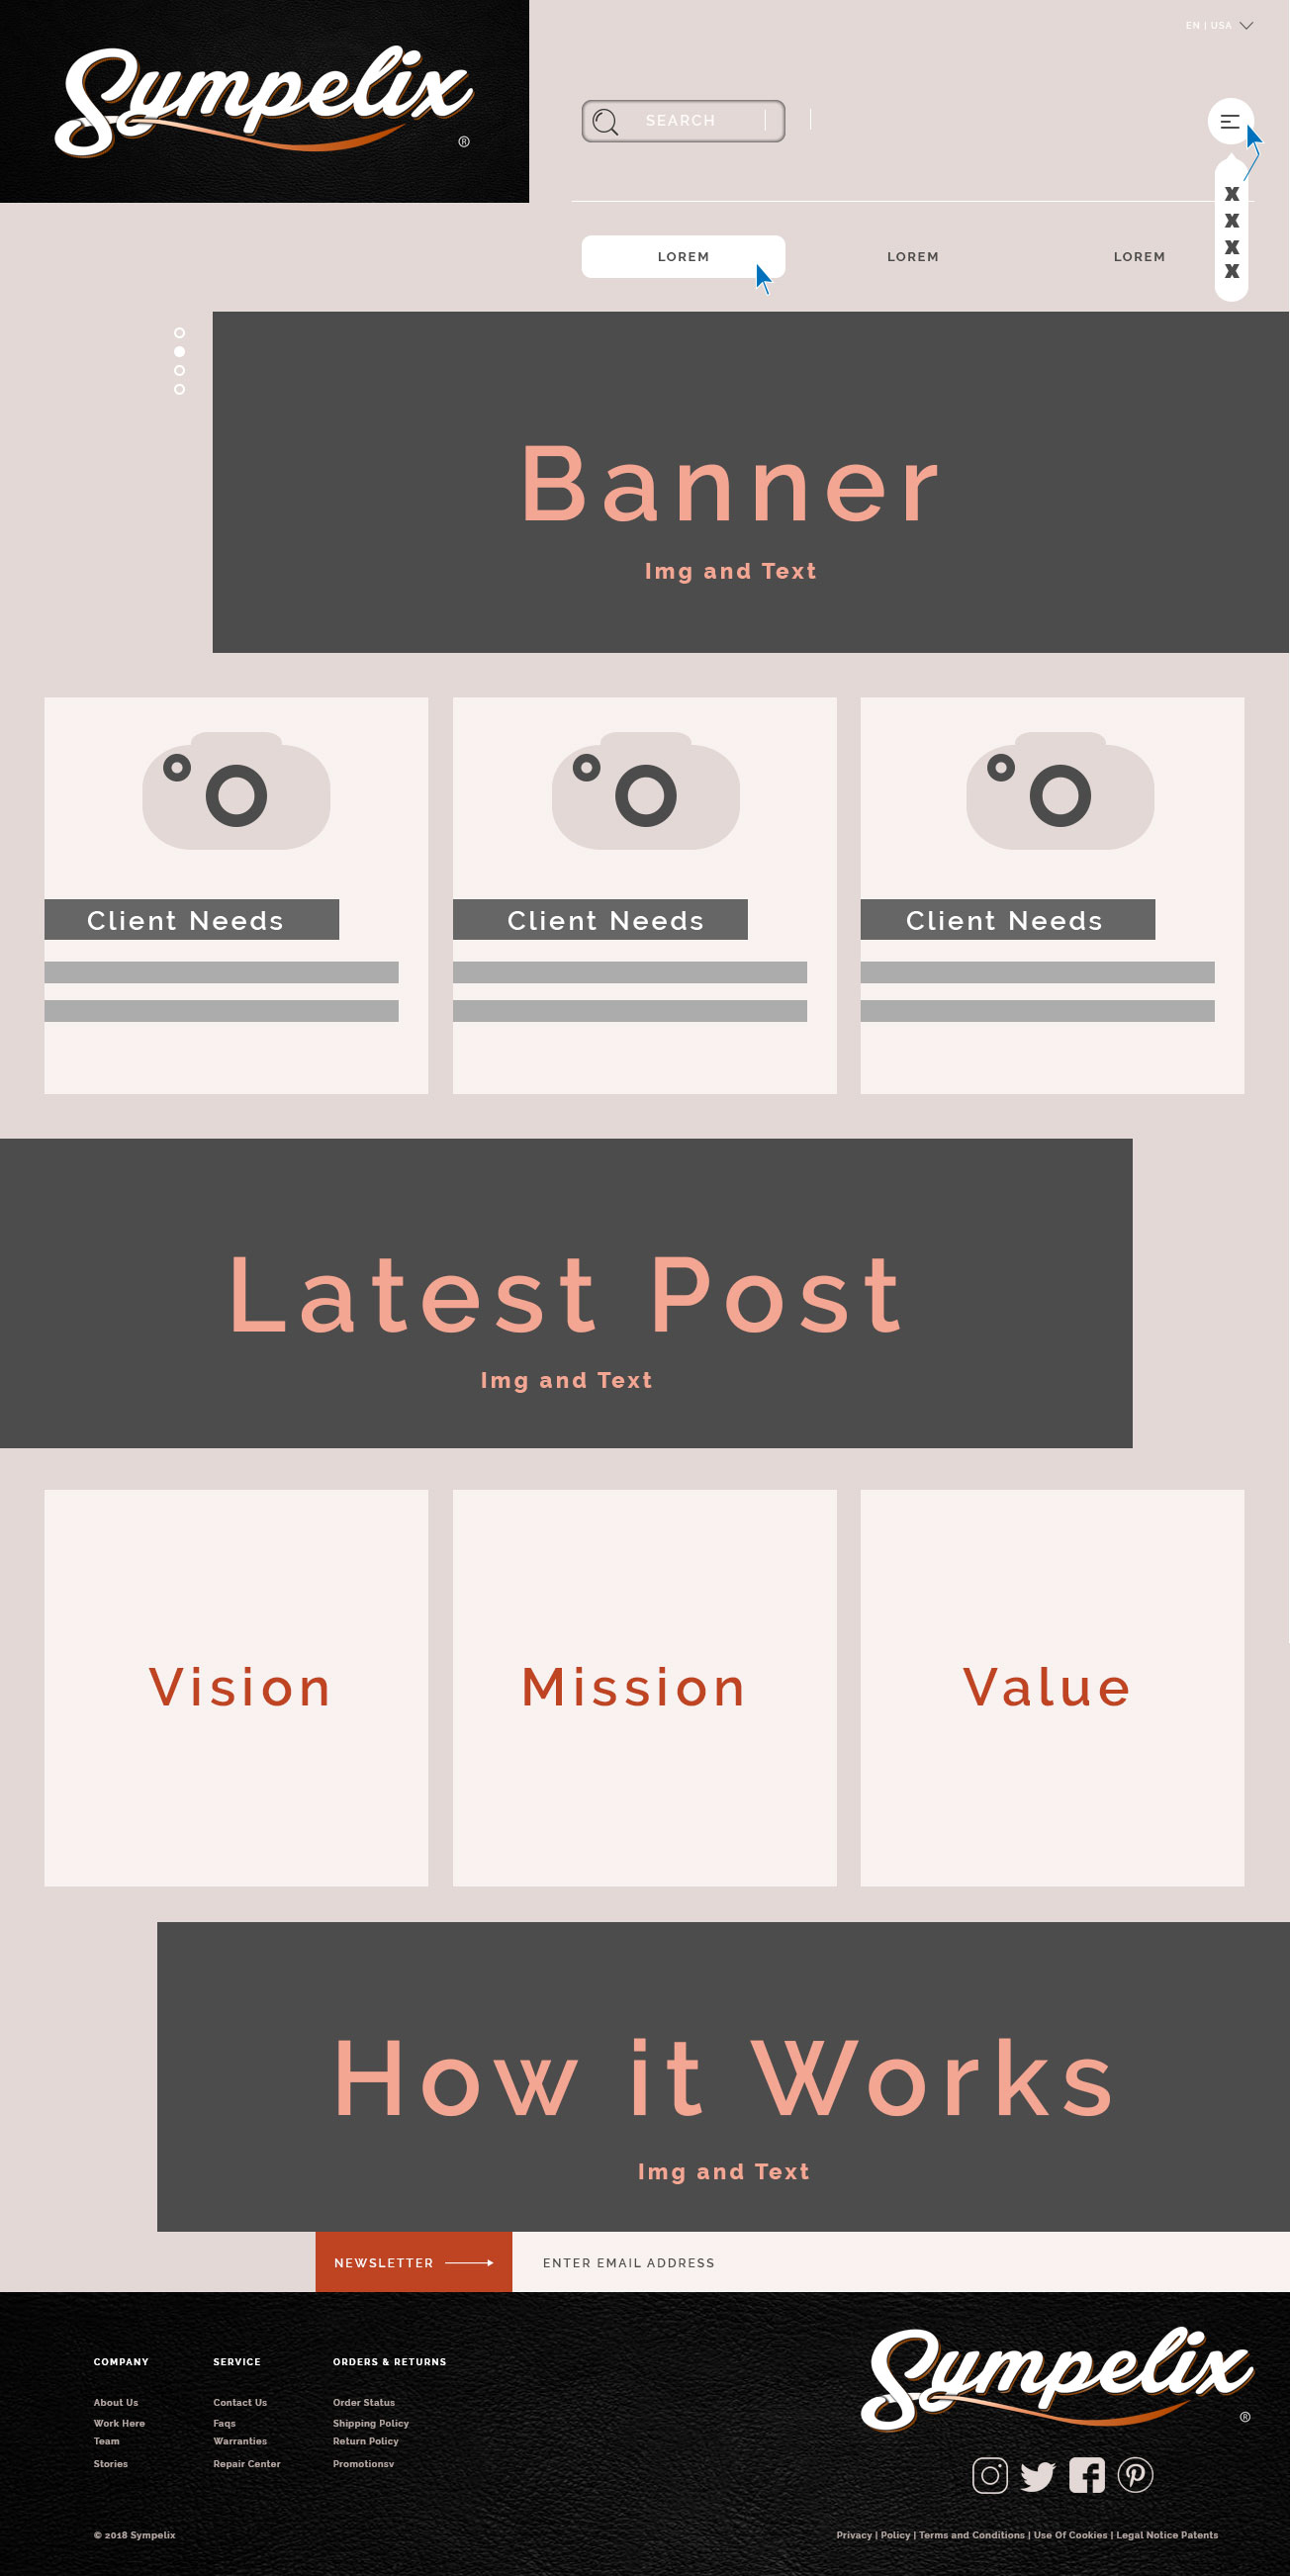 Sympelix
®
EN | USA
SEARCH
LOREM
LOREM
LOREM
X
X
X
X
Banner
Img and Text
Client Needs
Client Needs
Client Needs
Latest Post
Img and Text
Vision
Mission
Value
How it Works
Img and Text
NEWSLETTER
ENTER EMAIL ADDRESS
COMPANY
About Us
Work Here
Team
Stories
SERVICE
Contact Us
Faqs
Warranties
Repair Center
ORDERS & RETURNS
Order Status
Shipping Policy
Return Policy
Promotionsv
Sympelix
®
© 2018 Sympelix
Privacy | Policy | Terms and Conditions | Use Of Cookies | Legal Notice Patents